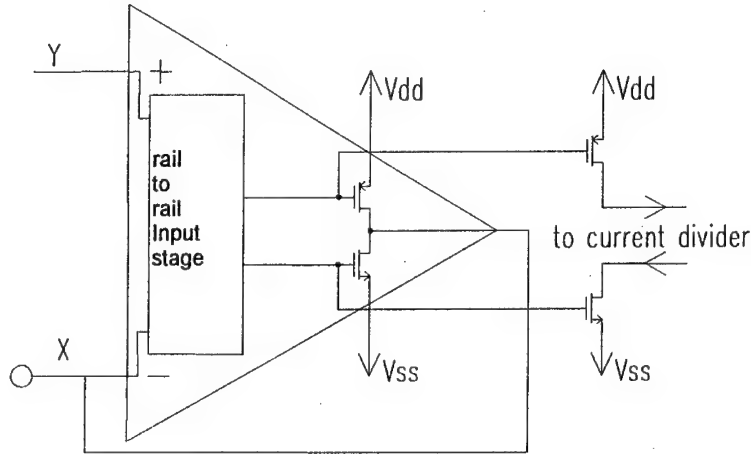 Y
+
Vdd
Vdd
rail
to
rail
Input
stage
to current divider
X
−
Vss
Vss